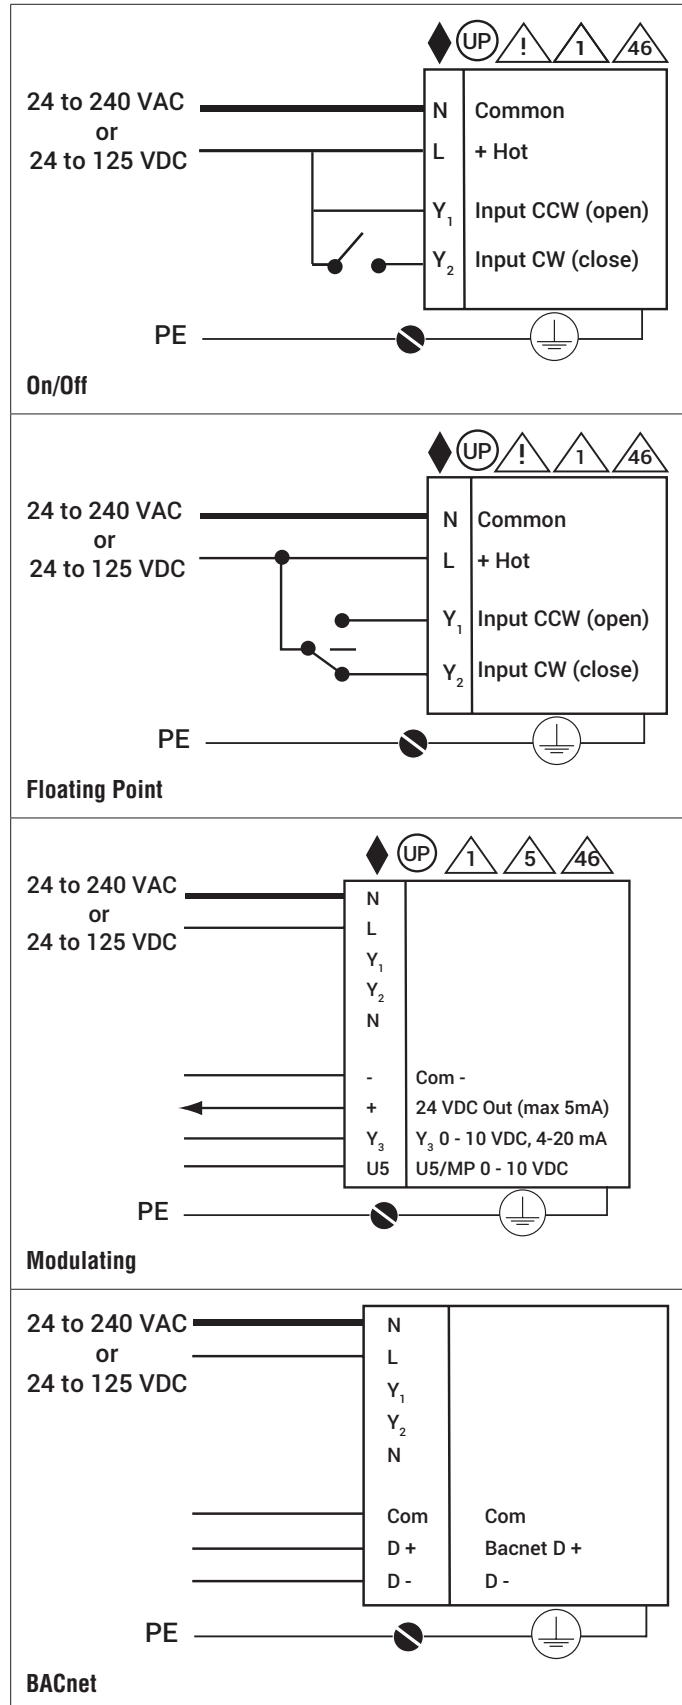 UP ! 1 46
24 to 240 VAC
or
24 to 125 VDC
N Common
L + Hot
Y1 Input CCW (open)
Y2 Input CW (close)
PE
On/Off
UP ! 1 46
24 to 240 VAC
or
24 to 125 VDC
N Common
L + Hot
Y1 Input CCW (open)
Y2 Input CW (close)
PE
Floating Point
UP 1 5 46
24 to 240 VAC
or
24 to 125 VDC
N
L
Y1
Y2
N
- Com -
+ 24 VDC Out (max 5mA)
Y3 Y3 0 - 10 VDC, 4-20 mA
U5 U5/MP 0 - 10 VDC
PE
Modulating
24 to 240 VAC
or
24 to 125 VDC
N
L
Y1
Y2
N
Com Com
D + Bacnet D +
D - D -
PE
BACnet